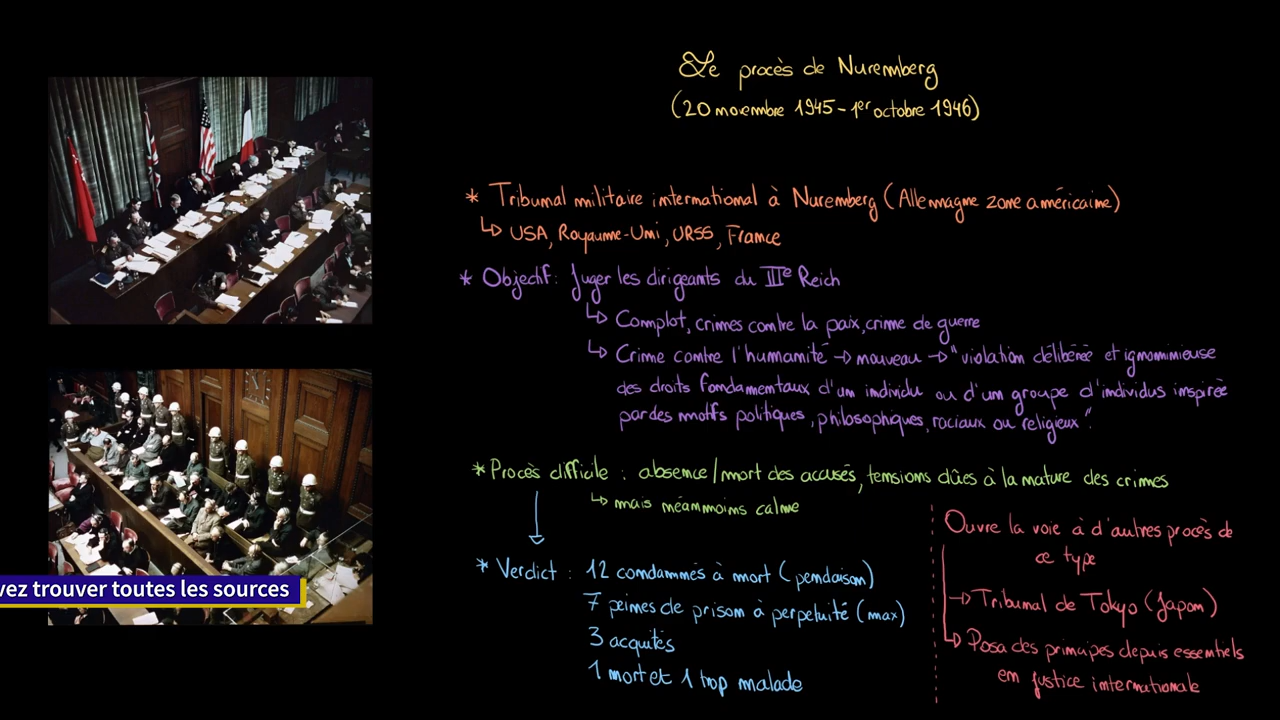 Le procès de Nuremberg
(20 novembre 1945 - 1er octobre 1946)
* Tribunal militaire international à Nuremberg (Allemagne zone américaine)
↳ USA, Royaume-Uni, URSS, France
* Objectif : Juger les dirigeants du IIIe Reich
↳ Complot, crimes contre la paix, crime de guerre
↳ Crime contre l'humanité → nouveau → "violation délibérée et ignominieuse
des droits fondamentaux d'un individu ou d'un groupe d'individus inspirée
par des motifs politiques, philosophiques, raciaux ou religieux".
* Procès difficile : absence/mort des accusés, tensions dûes à la nature des crimes
↳ mais néanmoins calme
* Verdict : 12 condamnés à mort (pendaison)
7 peines de prison à perpetuité (max)
3 acquités
1 mort et 1 trop malade
Ouvre la voie à d'autres procès de
ce type
→ Tribunal de Tokyo (Japon)
↳ Posa des principes depuis essentiels
en justice internationale
vez trouver toutes les sources